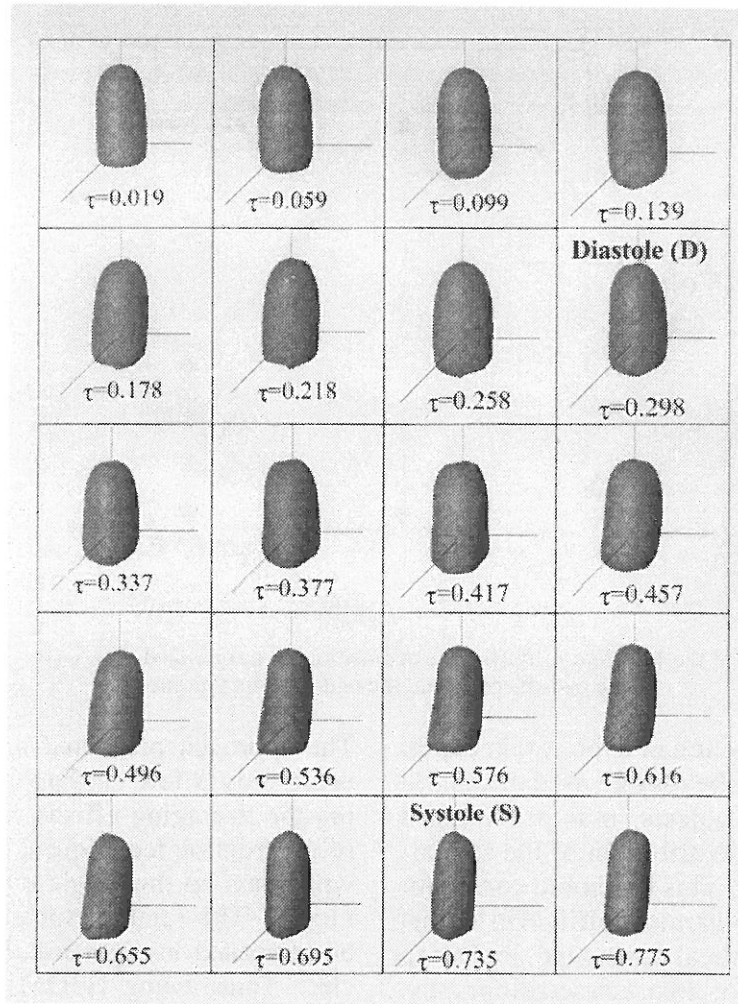 τ=0.019 τ=0.059 τ=0.099 τ=0.139
Diastole (D)
τ=0.178 τ=0.218 τ=0.258 τ=0.298
τ=0.337 τ=0.377 τ=0.417 τ=0.457
τ=0.496 τ=0.536 τ=0.576 τ=0.616
Systole (S)
τ=0.655 τ=0.695 τ=0.735 τ=0.775